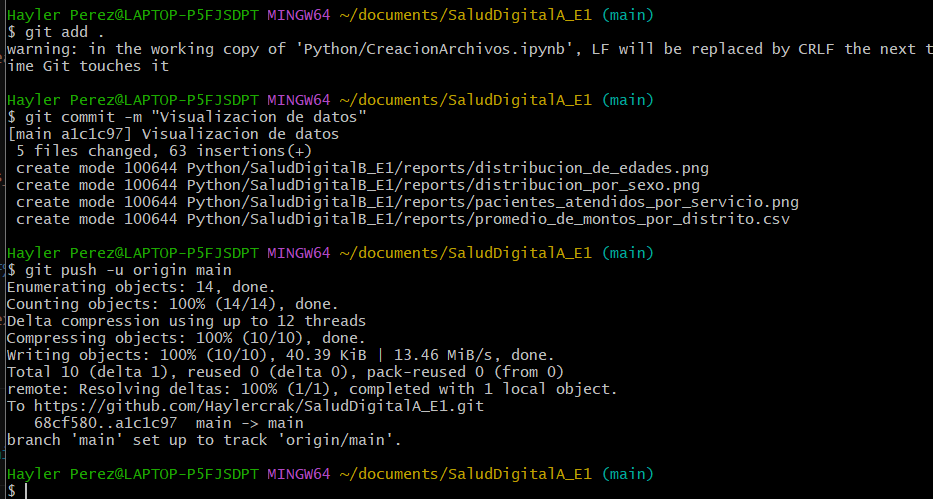 Hayler Perez@LAPTOP-P5FJSDPT MINGW64 ~/documents/SaludDigitalA_E1 (main)
$ git add .
warning: in the working copy of 'Python/CreacionArchivos.ipynb', LF will be replaced by CRLF the next t
ime Git touches it
Hayler Perez@LAPTOP-P5FJSDPT MINGW64 ~/documents/SaludDigitalA_E1 (main)
$ git commit -m "Visualizacion de datos"
[main a1c1c97] Visualizacion de datos
 5 files changed, 63 insertions(+)
 create mode 100644 Python/SaludDigitalB_E1/reports/distribucion_de_edades.png
 create mode 100644 Python/SaludDigitalB_E1/reports/distribucion_por_sexo.png
 create mode 100644 Python/SaludDigitalB_E1/reports/pacientes_atendidos_por_servicio.png
 create mode 100644 Python/SaludDigitalB_E1/reports/promedio_de_montos_por_distrito.csv
Hayler Perez@LAPTOP-P5FJSDPT MINGW64 ~/documents/SaludDigitalA_E1 (main)
$ git push -u origin main
Enumerating objects: 14, done.
Counting objects: 100% (14/14), done.
Delta compression using up to 12 threads
Compressing objects: 100% (10/10), done.
Writing objects: 100% (10/10), 40.39 KiB | 13.46 MiB/s, done.
Total 10 (delta 1), reused 0 (delta 0), pack-reused 0 (from 0)
remote: Resolving deltas: 100% (1/1), completed with 1 local object.
To https://github.com/Haylercrak/SaludDigitalA_E1.git
   68cf580..a1c1c97  main -> main
branch 'main' set up to track 'origin/main'.
Hayler Perez@LAPTOP-P5FJSDPT MINGW64 ~/documents/SaludDigitalA_E1 (main)
$